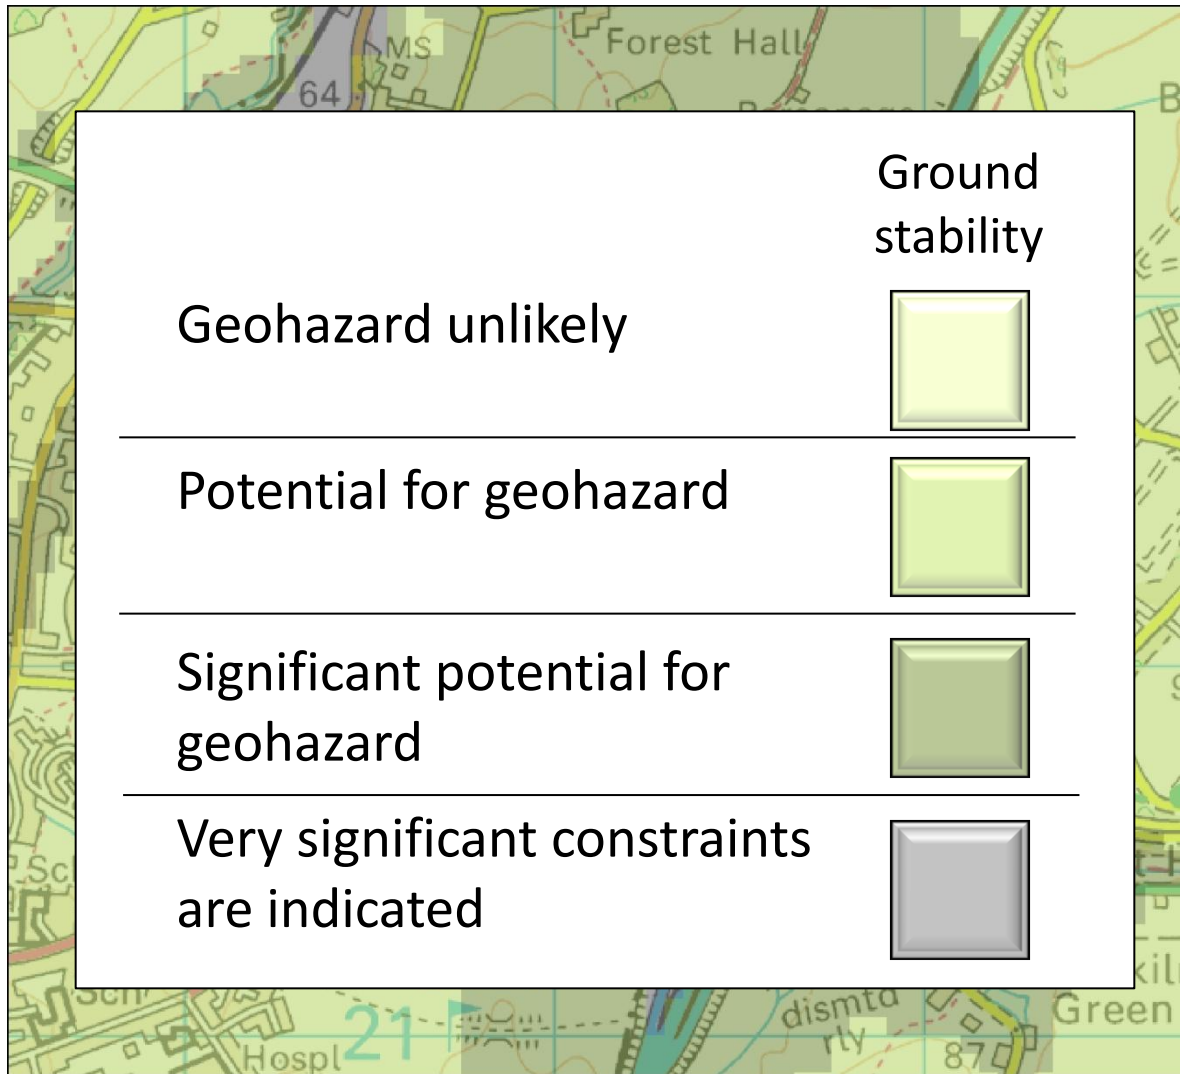 MS
Forest Hall
64
Ground
stability
Geohazard unlikely
Potential for geohazard
Significant potential for
geohazard
Very significant constraints
are indicated
Sch
21
Hospl
dismtd
rly
87
Green